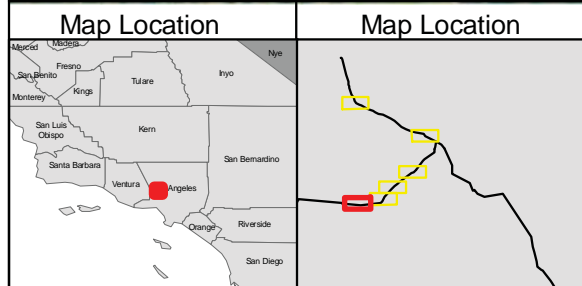 Map Location
Map Location
Merced
Madera
Nye
Fresno
Inyo
San Benito
Tulare
Kings
Monterey
San Luis
Obispo
Kern
San Bernardino
Santa Barbara
Ventura
Angeles
Orange
Riverside
San Diego